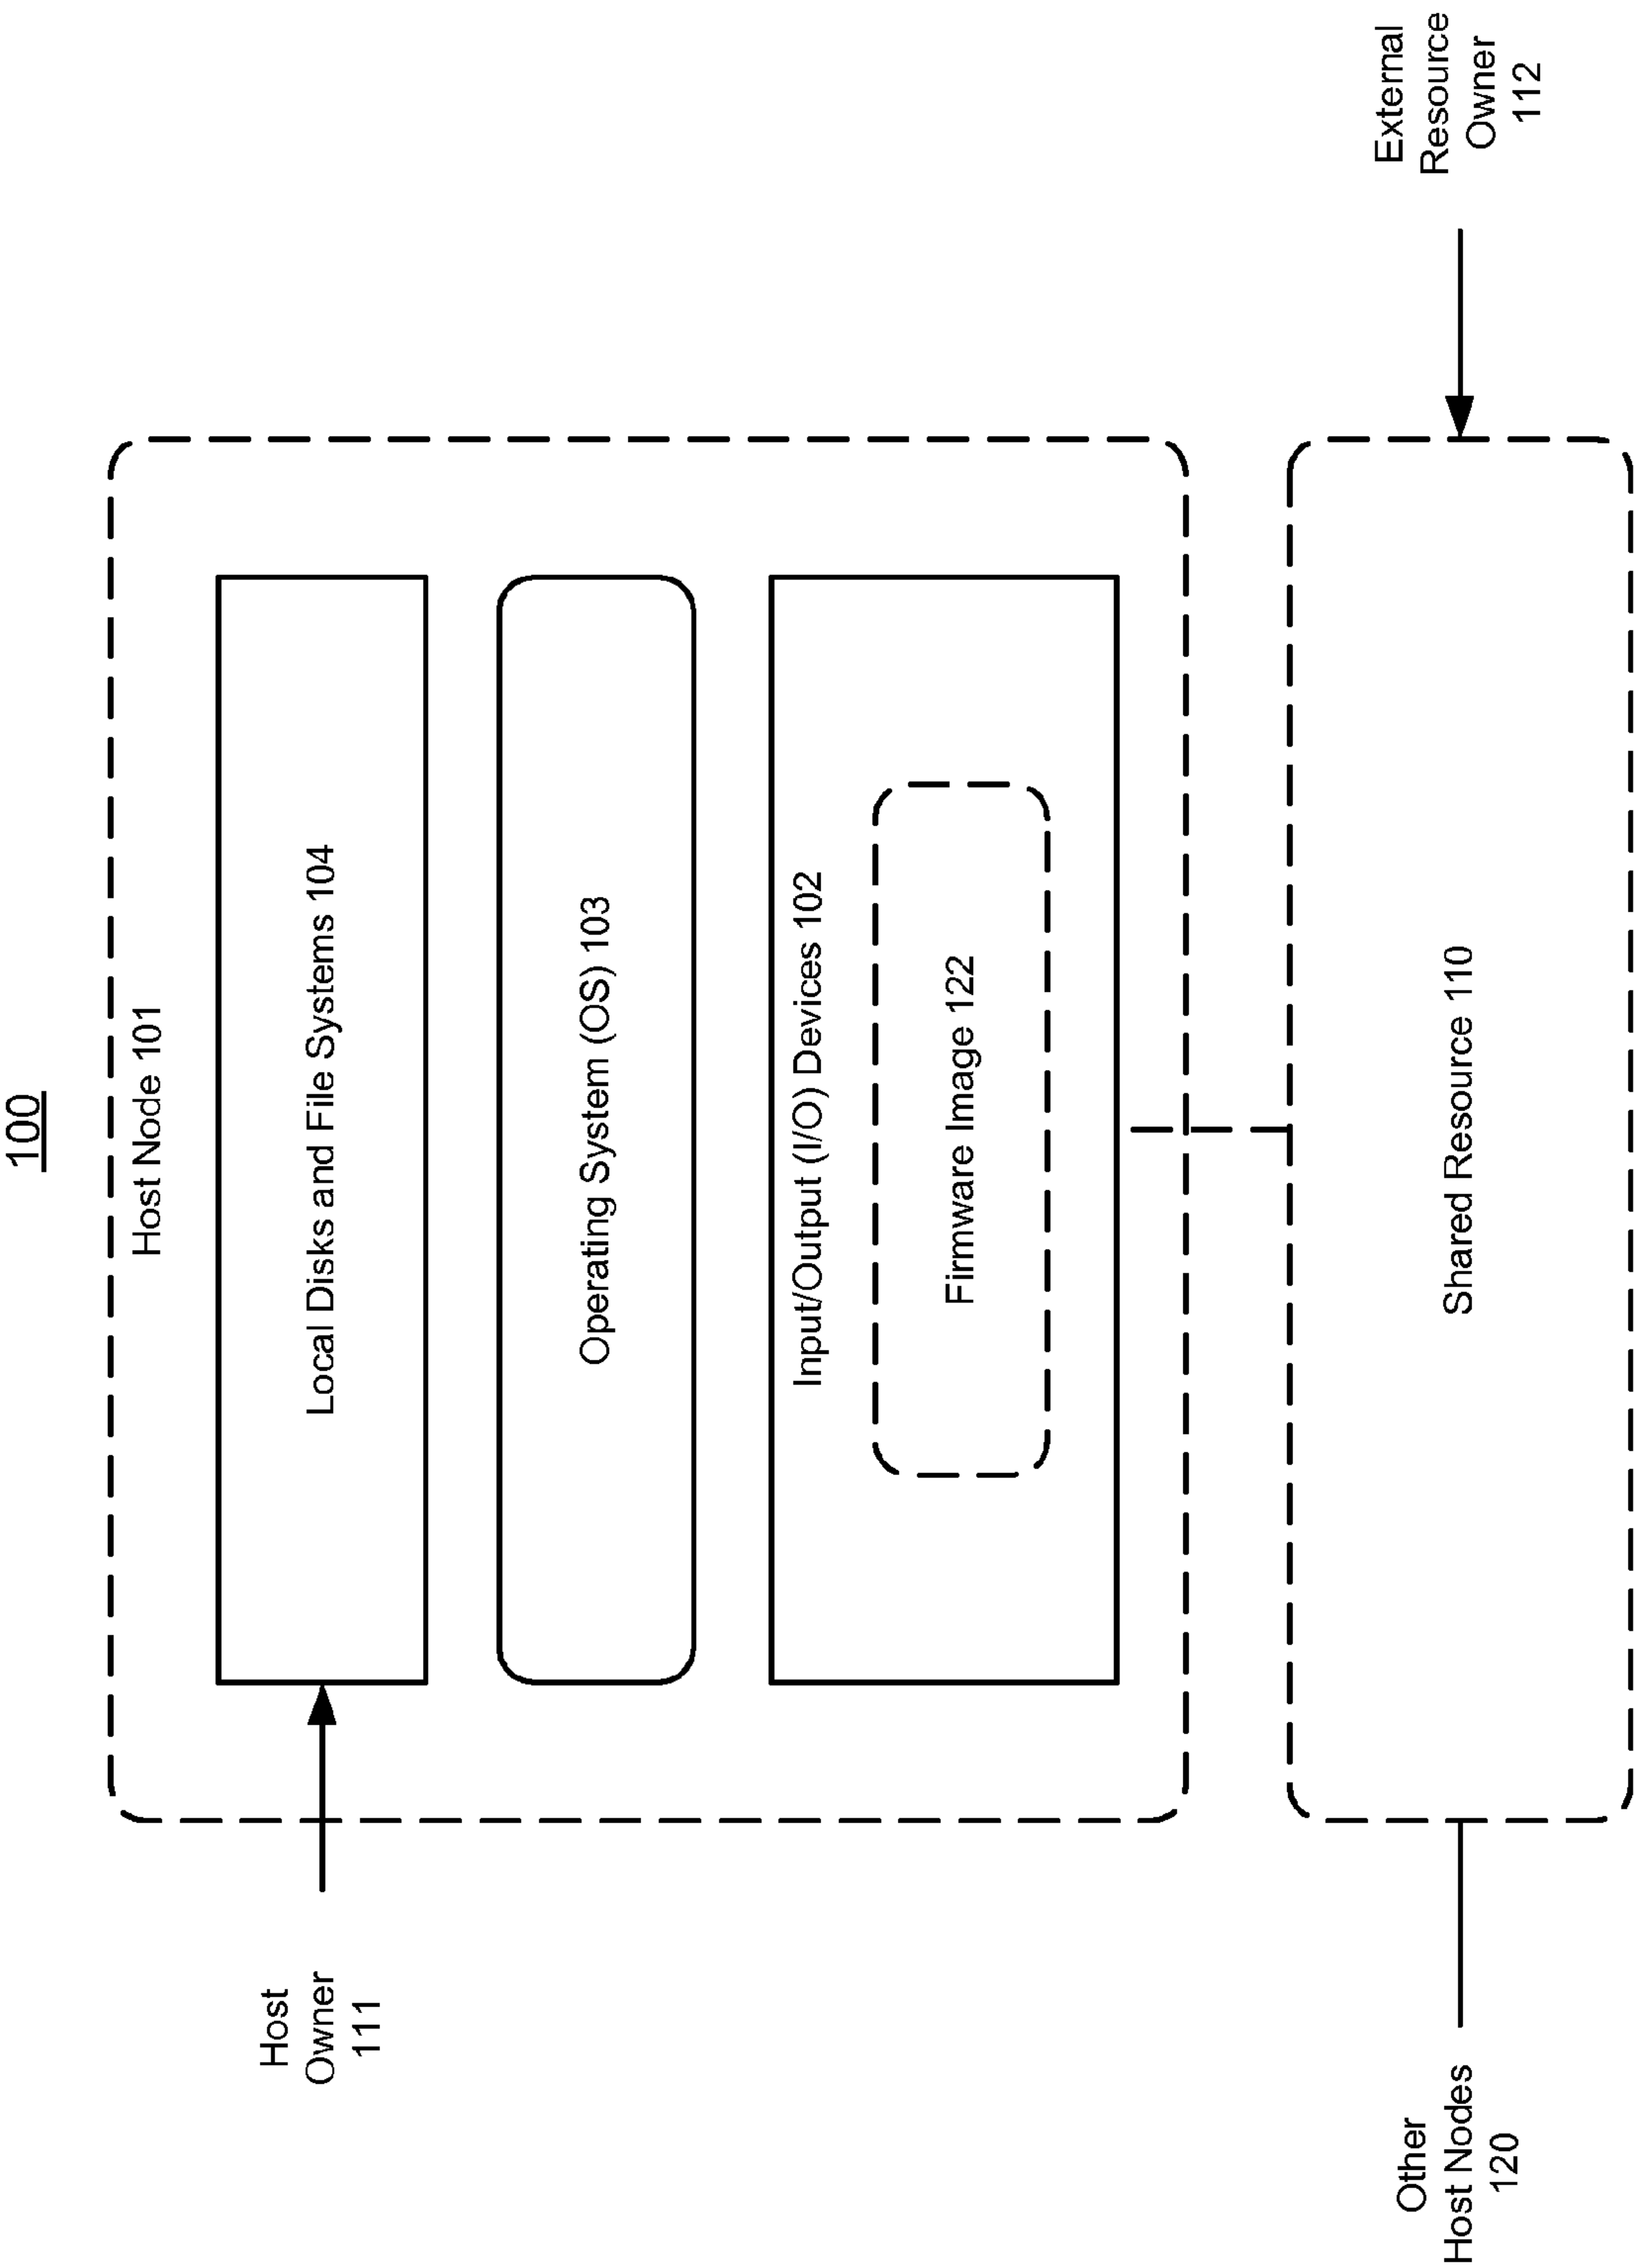 100
Host Node 101
Host
Owner
111
Local Disks and File Systems 104
Operating System (OS) 103
Input/Output (I/O) Devices 102
Firmware Image 122
Other
Host Nodes
120
Shared Resource 110
External
Resource
Owner
112